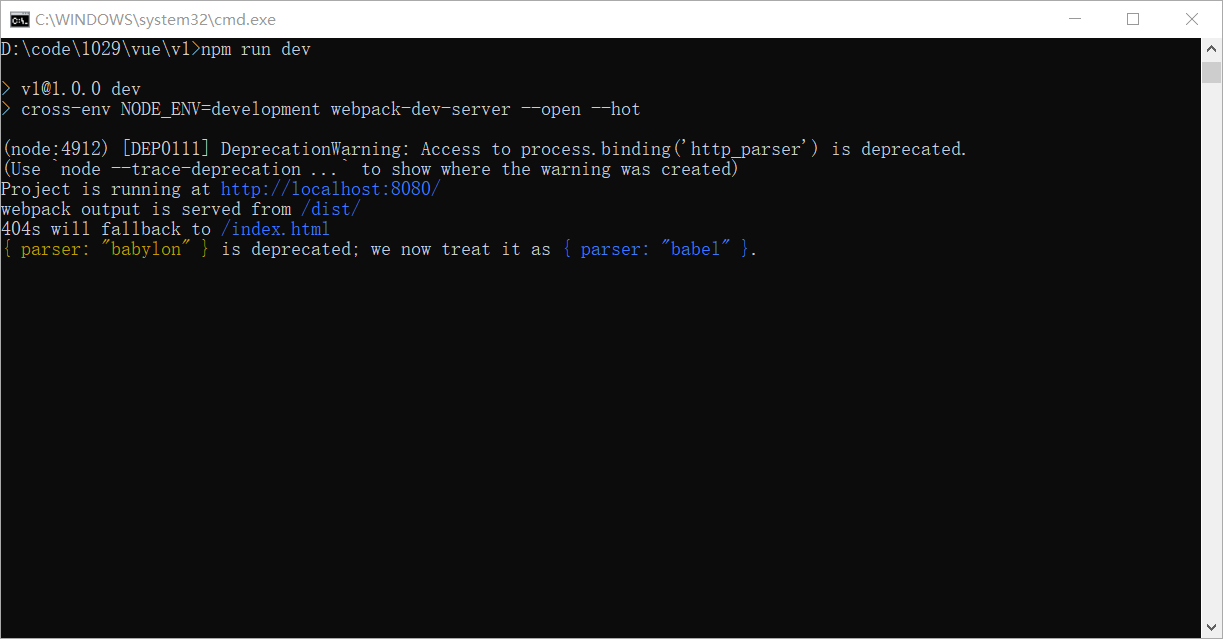 C:\WINDOWS\system32\cmd.exe
D:\code\1029\vue\v1>npm run dev
> v1@1.0.0 dev
> cross-env NODE_ENV=development webpack-dev-server --open --hot
(node:4912) [DEP0111] DeprecationWarning: Access to process.binding('http_parser') is deprecated.
(Use `node --trace-deprecation ...` to show where the warning was created)
Project is running at http://localhost:8080/
webpack output is served from /dist/
404s will fallback to /index.html
{ parser: "babylon" } is deprecated; we now treat it as { parser: "babel" }.